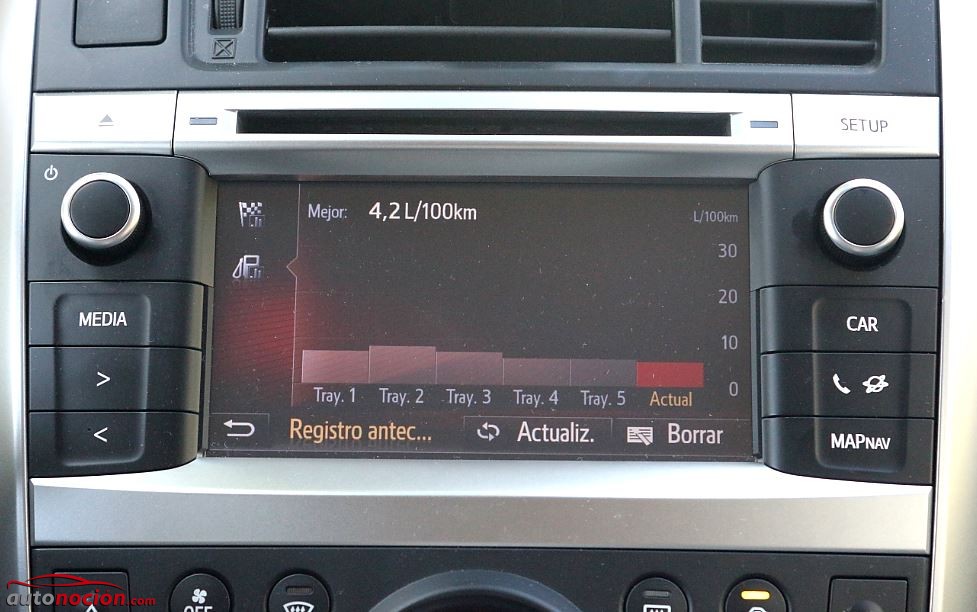 SETUP
Mejor: 4,2 L/100km
L/100km
30
20
10
0
MEDIA
>
<
CAR
MAPNAV
Tray. 1 Tray. 2 Tray. 3 Tray. 4 Tray. 5 Actual
Registro antec... Actualiz. Borrar
OFF
autonocion.com